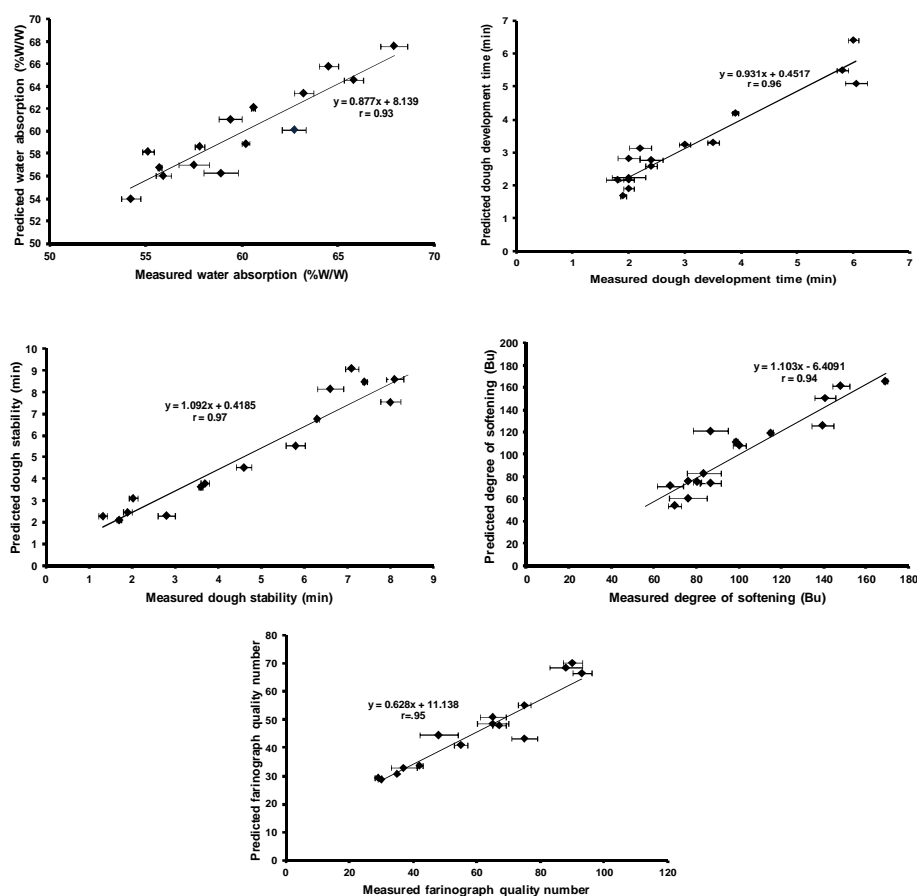 Predicted water absorption (%W/W)
70
68
66
64
62
60
58
56
54
52
50
y = 0.877x + 8.139
r = 0.93
50 55 60 65 70
Measured water absorption (%W/W)
Predicted dough development time (min)
7
6
5
4
3
2
1
0
y = 0.931x + 0.4517
r = 0.96
0 1 2 3 4 5 6 7
Measured dough development time (min)
Predicted dough stability (min)
10
9
8
7
6
5
4
3
2
1
0
y = 1.092x + 0.4185
r = 0.97
0 1 2 3 4 5 6 7 8 9
Measured dough stability (min)
Predicted degree of softening (Bu)
200
180
160
140
120
100
80
60
40
20
0
y = 1.103x - 6.4091
r = 0.94
0 20 40 60 80 100 120 140 160 180
Measured degree of softening (Bu)
Predicted farinograph quality number
80
70
60
50
40
30
20
10
0
y = 0.628x + 11.138
r=.95
0 20 40 60 80 100 120
Measured farinograph quality number